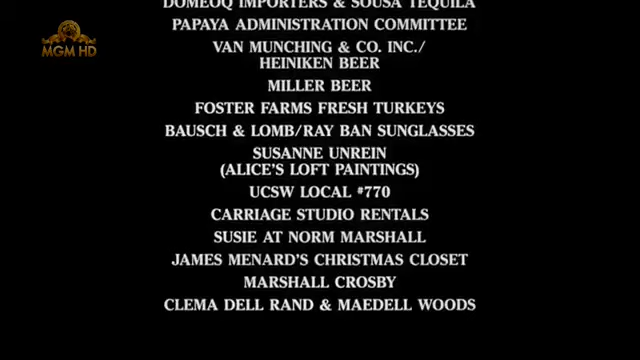 DOMEOQ IMPORTERS & SOUSA TEQUILA
PAPAYA ADMINISTRATION COMMITTEE
VAN MUNCHING & CO. INC./
HEINIKEN BEER
MILLER BEER
FOSTER FARMS FRESH TURKEYS
BAUSCH & LOMB/RAY BAN SUNGLASSES
SUSANNE UNREIN
(ALICE'S LOFT PAINTINGS)
UCSW LOCAL #770
CARRIAGE STUDIO RENTALS
SUSIE AT NORM MARSHALL
JAMES MENARD'S CHRISTMAS CLOSET
MARSHALL CROSBY
CLEMA DELL RAND & MAEDELL WOODS
MGM HD